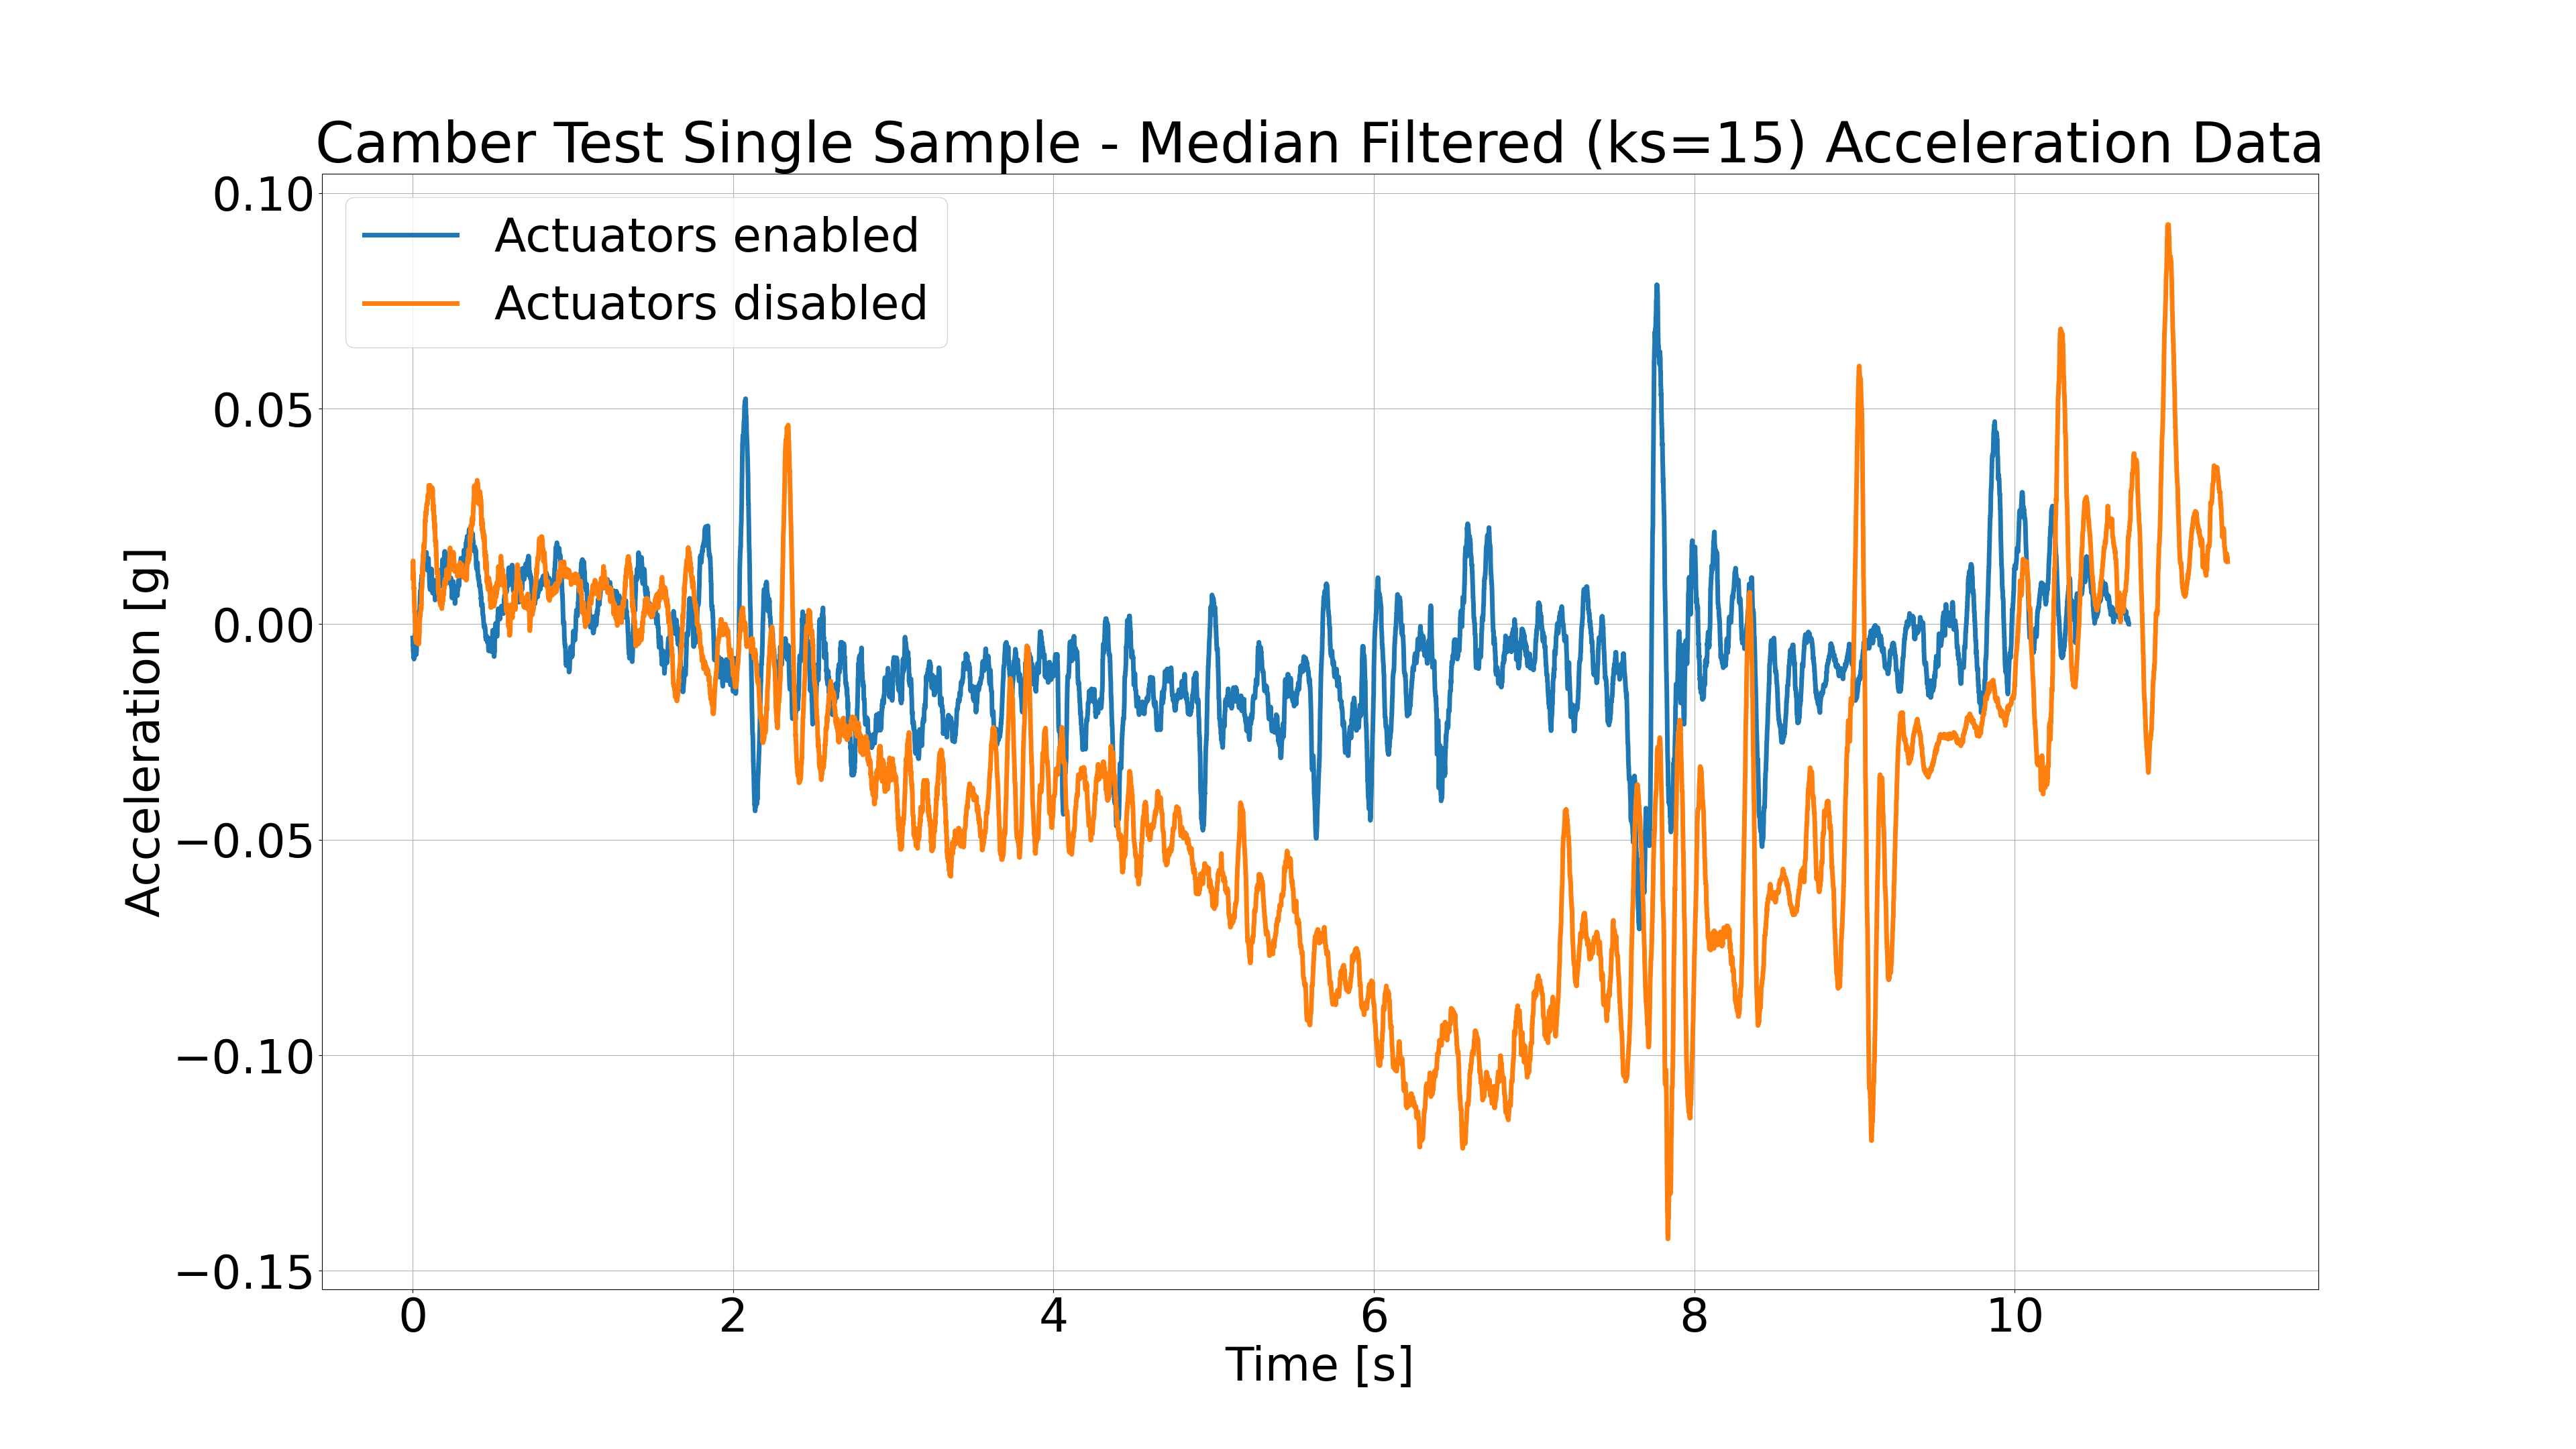 Camber Test Single Sample - Median Filtered (ks=15) Acceleration Data
Actuators enabled
Actuators disabled
Acceleration [g]
0.10
0.05
0.00
−0.05
−0.10
−0.15
0 2 4 6 8 10
Time [s]